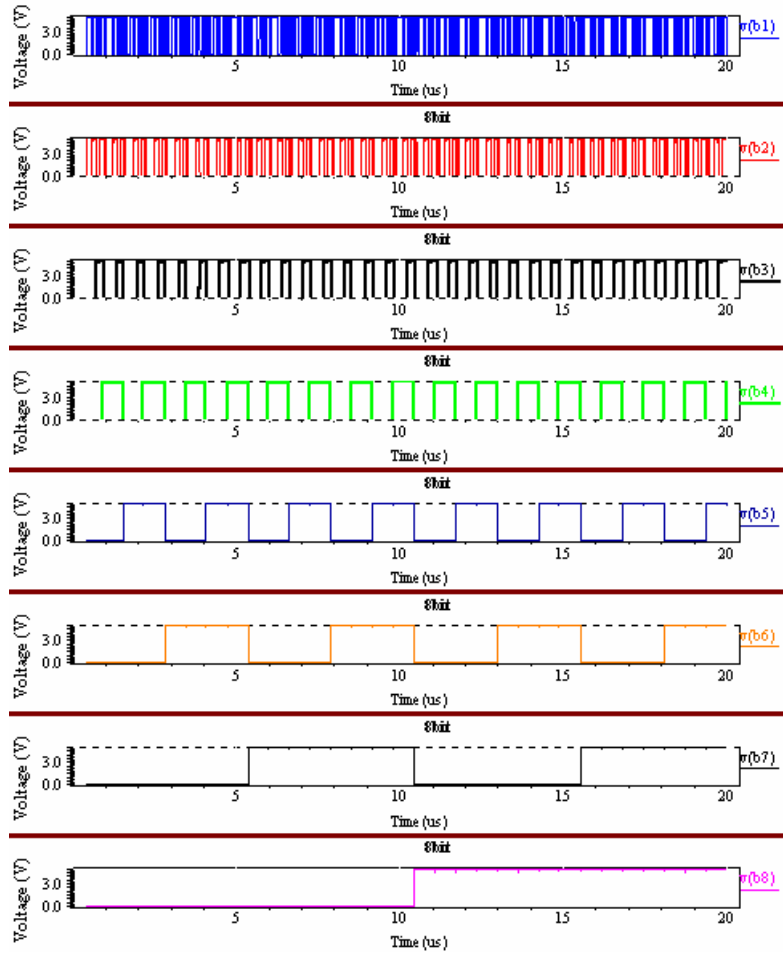 Voltage (V)
3.0
0.0
5
10
15
20
Time (us)
σ(b1)
8bit
Voltage (V)
3.0
0.0
5
10
15
20
Time (us)
σ(b2)
8bit
Voltage (V)
3.0
0.0
5
10
15
20
Time (us)
σ(b3)
8bit
Voltage (V)
3.0
0.0
5
10
15
20
Time (us)
σ(b4)
8bit
Voltage (V)
3.0
0.0
5
10
15
20
Time (us)
σ(b5)
8bit
Voltage (V)
3.0
0.0
5
10
15
20
Time (us)
σ(b6)
8bit
Voltage (V)
3.0
0.0
5
10
15
20
Time (us)
σ(b7)
8bit
Voltage (V)
3.0
0.0
5
10
15
20
Time (us)
σ(b8)